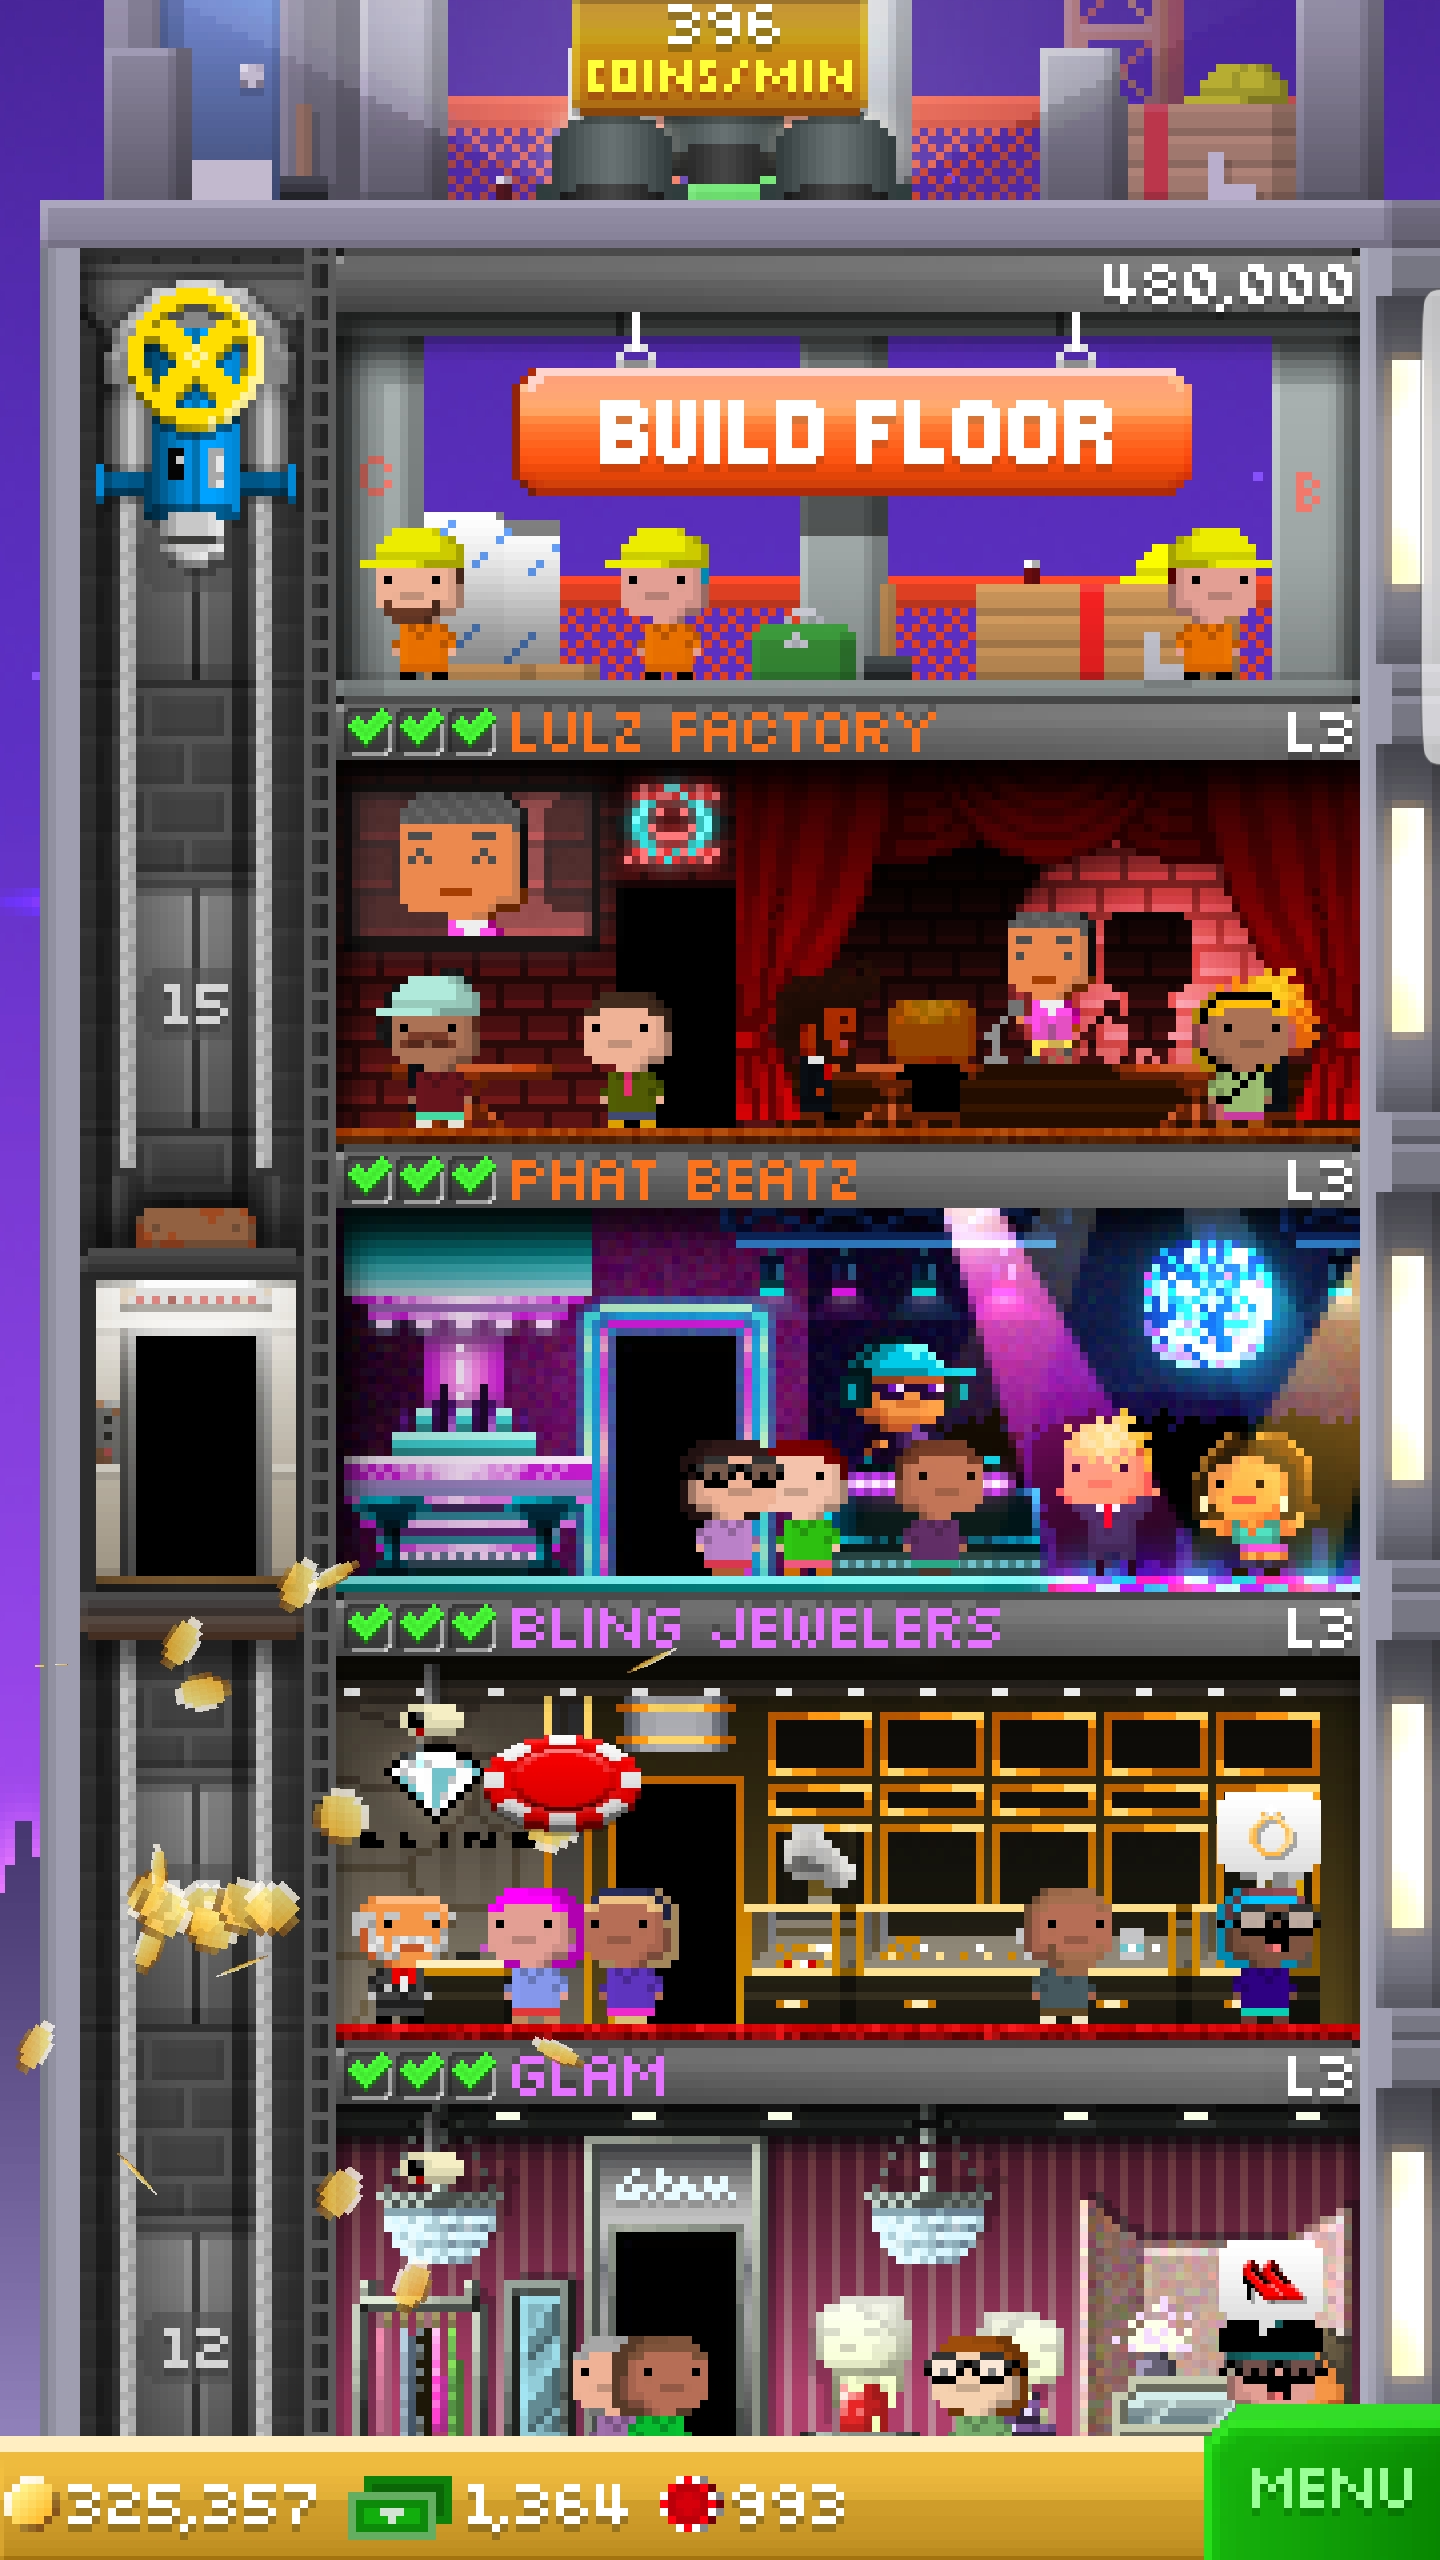 396
COINS/MIN
480,000
BUILD FLOOR
C
B
LULZ FACTORY L3
15
PHAT BEATZ L3
BLING JEWELERS L3
GLAM L3
Glam
12
325,357 1,364 993
MENU